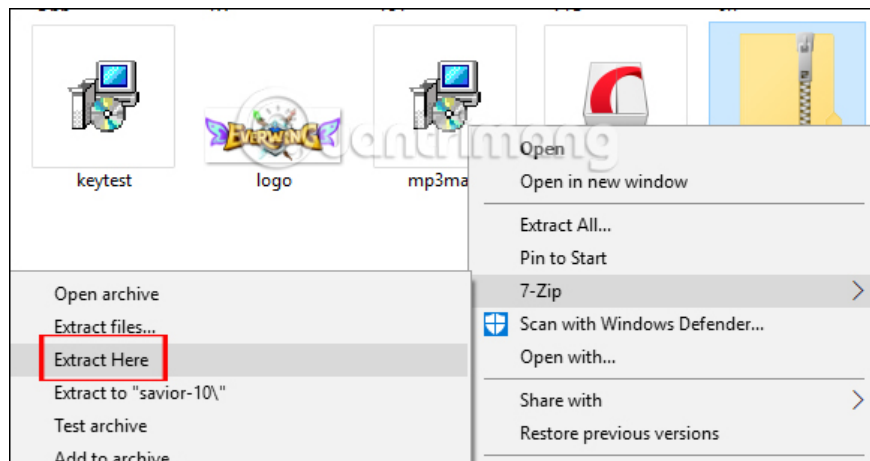 keytest
logo
mp3ma
EVERWING
uantrimang
Open
Open in new window
Extract All...
Pin to Start
7-Zip
Scan with Windows Defender...
Open with...
Share with
Restore previous versions
Open archive
Extract files...
Extract Here
Extract to "savior-10\"
Test archive
Add to archive...